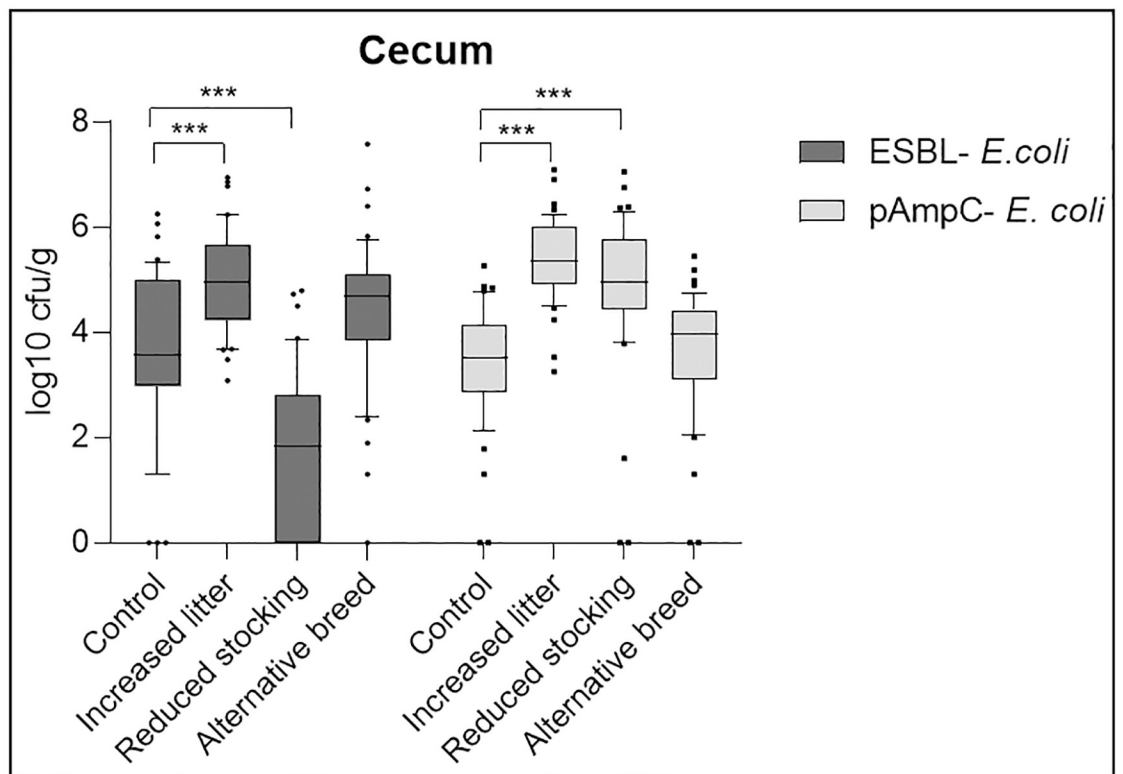 Cecum
***
***
***
***
8
6
4
2
0
log10 cfu/g
ESBL- E.coli
pAmpC- E. coli
Control
Increased litter
Reduced stocking
Alternative breed
Control
Increased litter
Reduced stocking
Alternative breed